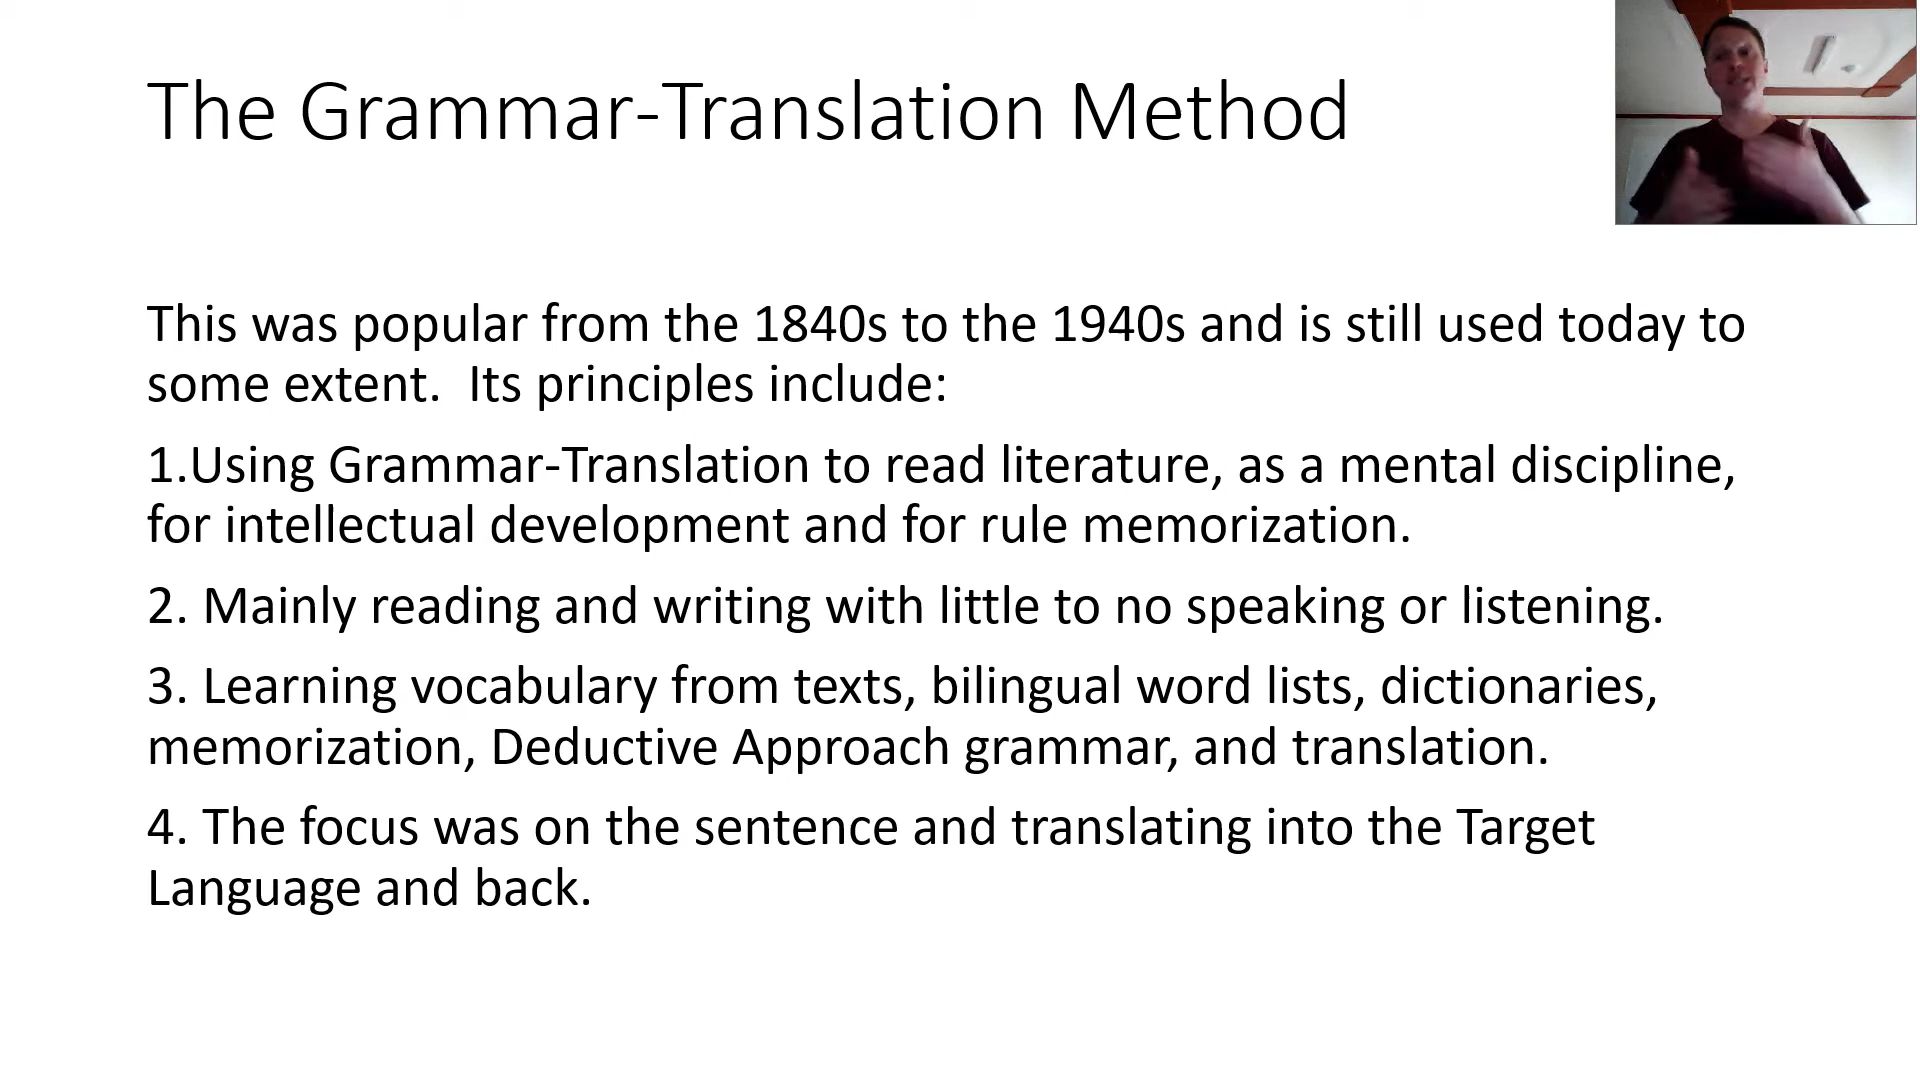 The Grammar-Translation Method
This was popular from the 1840s to the 1940s and is still used today to
some extent.  Its principles include:
1.Using Grammar-Translation to read literature, as a mental discipline,
for intellectual development and for rule memorization.
2. Mainly reading and writing with little to no speaking or listening.
3. Learning vocabulary from texts, bilingual word lists, dictionaries,
memorization, Deductive Approach grammar, and translation.
4. The focus was on the sentence and translating into the Target
Language and back.